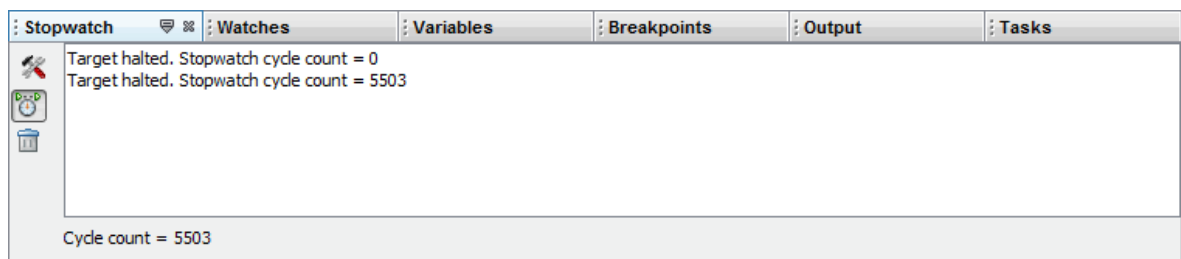 Stopwatch Watches Variables Breakpoints Output Tasks
Target halted. Stopwatch cycle count = 0
Target halted. Stopwatch cycle count = 5503
Cycle count = 5503